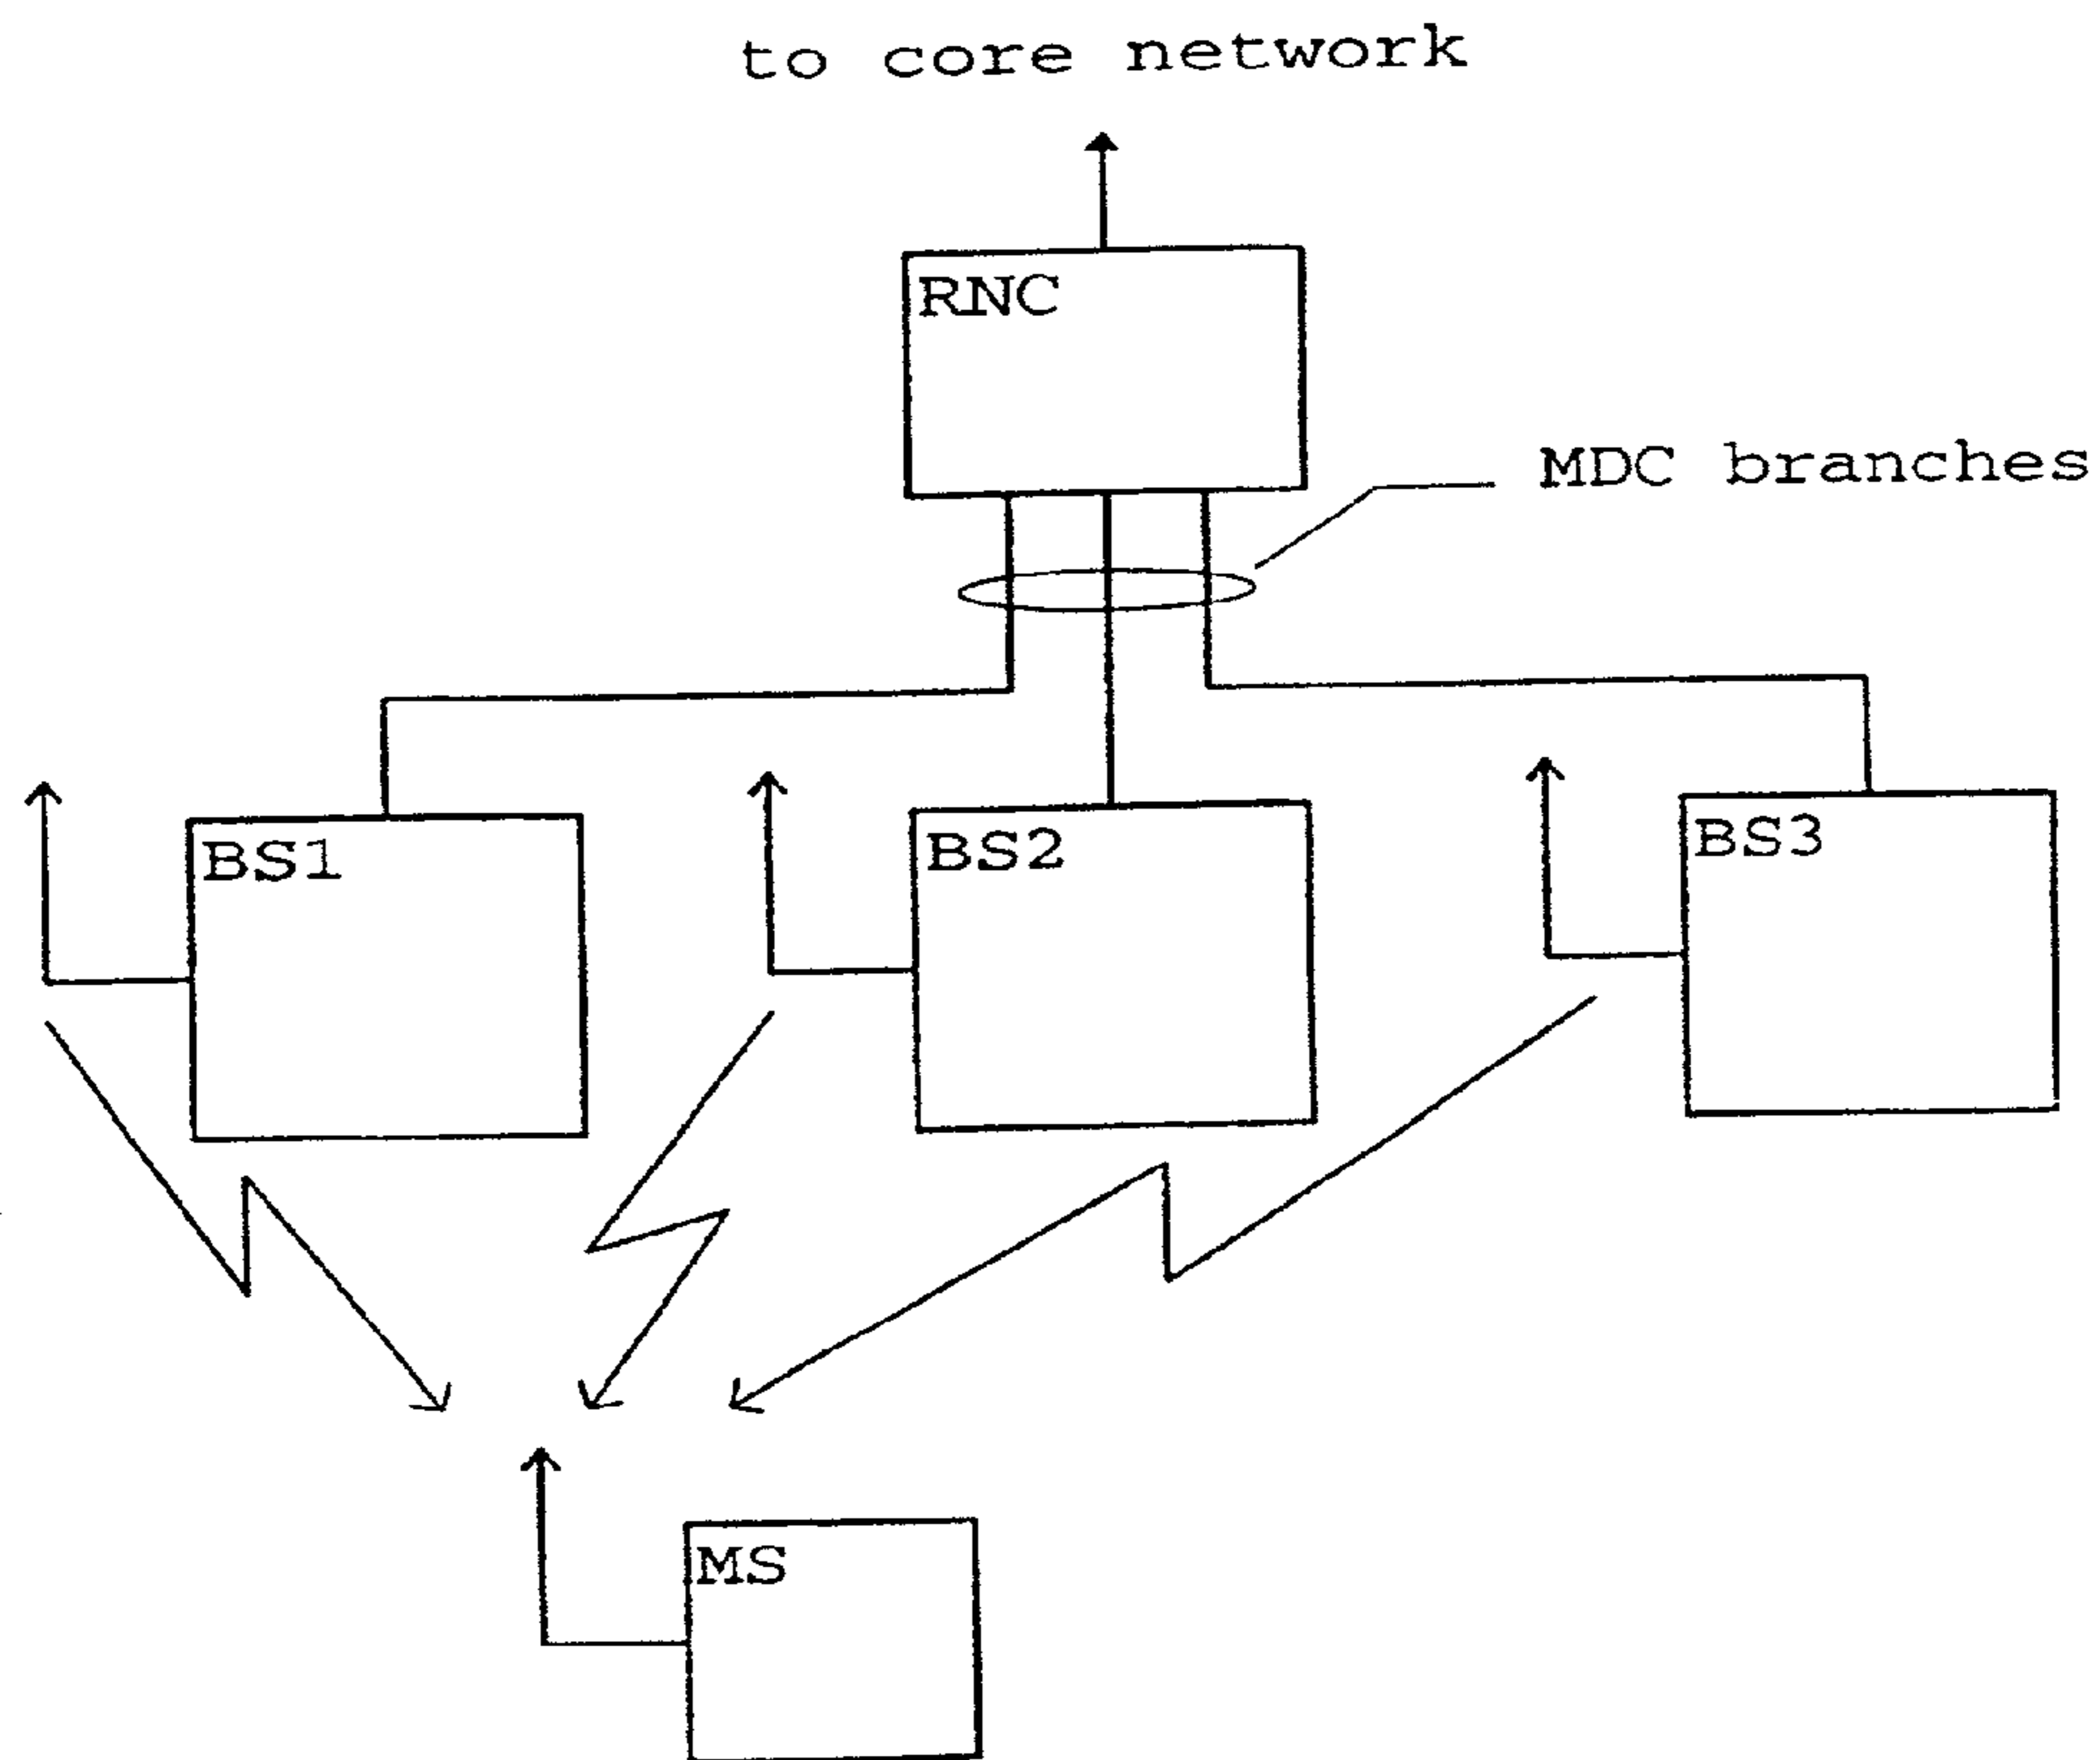 to core network
RNC
MDC branches
BS1
BS2
BS3
MS